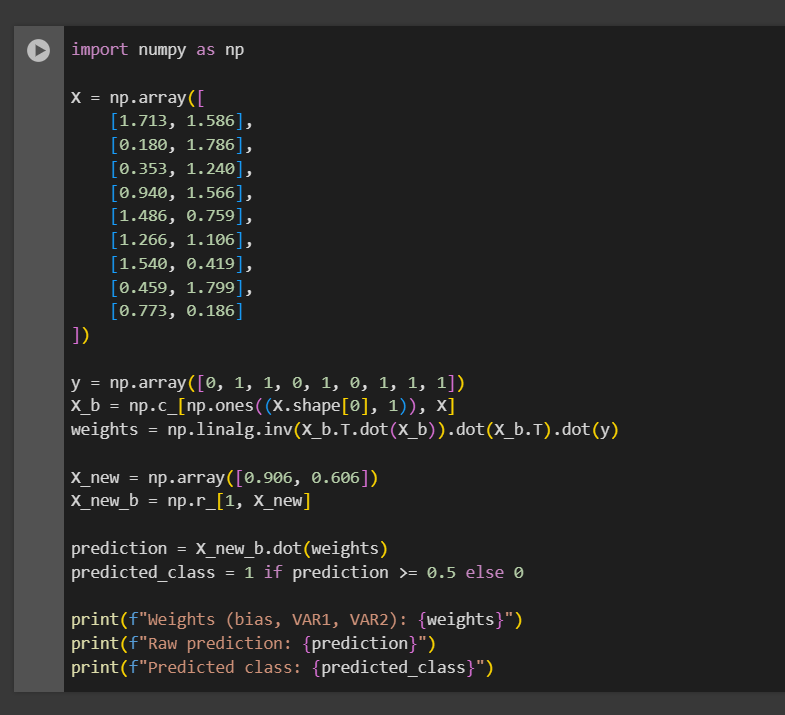 import numpy as np
X = np.array([
[1.713, 1.586],
[0.180, 1.786],
[0.353, 1.240],
[0.940, 1.566],
[1.486, 0.759],
[1.266, 1.106],
[1.540, 0.419],
[0.459, 1.799],
[0.773, 0.186]
])
y = np.array([0, 1, 1, 0, 1, 0, 1, 1, 1])
X_b = np.c_[np.ones((X.shape[0], 1)), X]
weights = np.linalg.inv(X_b.T.dot(X_b)).dot(X_b.T).dot(y)
X_new = np.array([0.906, 0.606])
X_new_b = np.r_[1, X_new]
prediction = X_new_b.dot(weights)
predicted_class = 1 if prediction >= 0.5 else 0
print(f"Weights (bias, VAR1, VAR2): {weights}")
print(f"Raw prediction: {prediction}")
print(f"Predicted class: {predicted_class}")